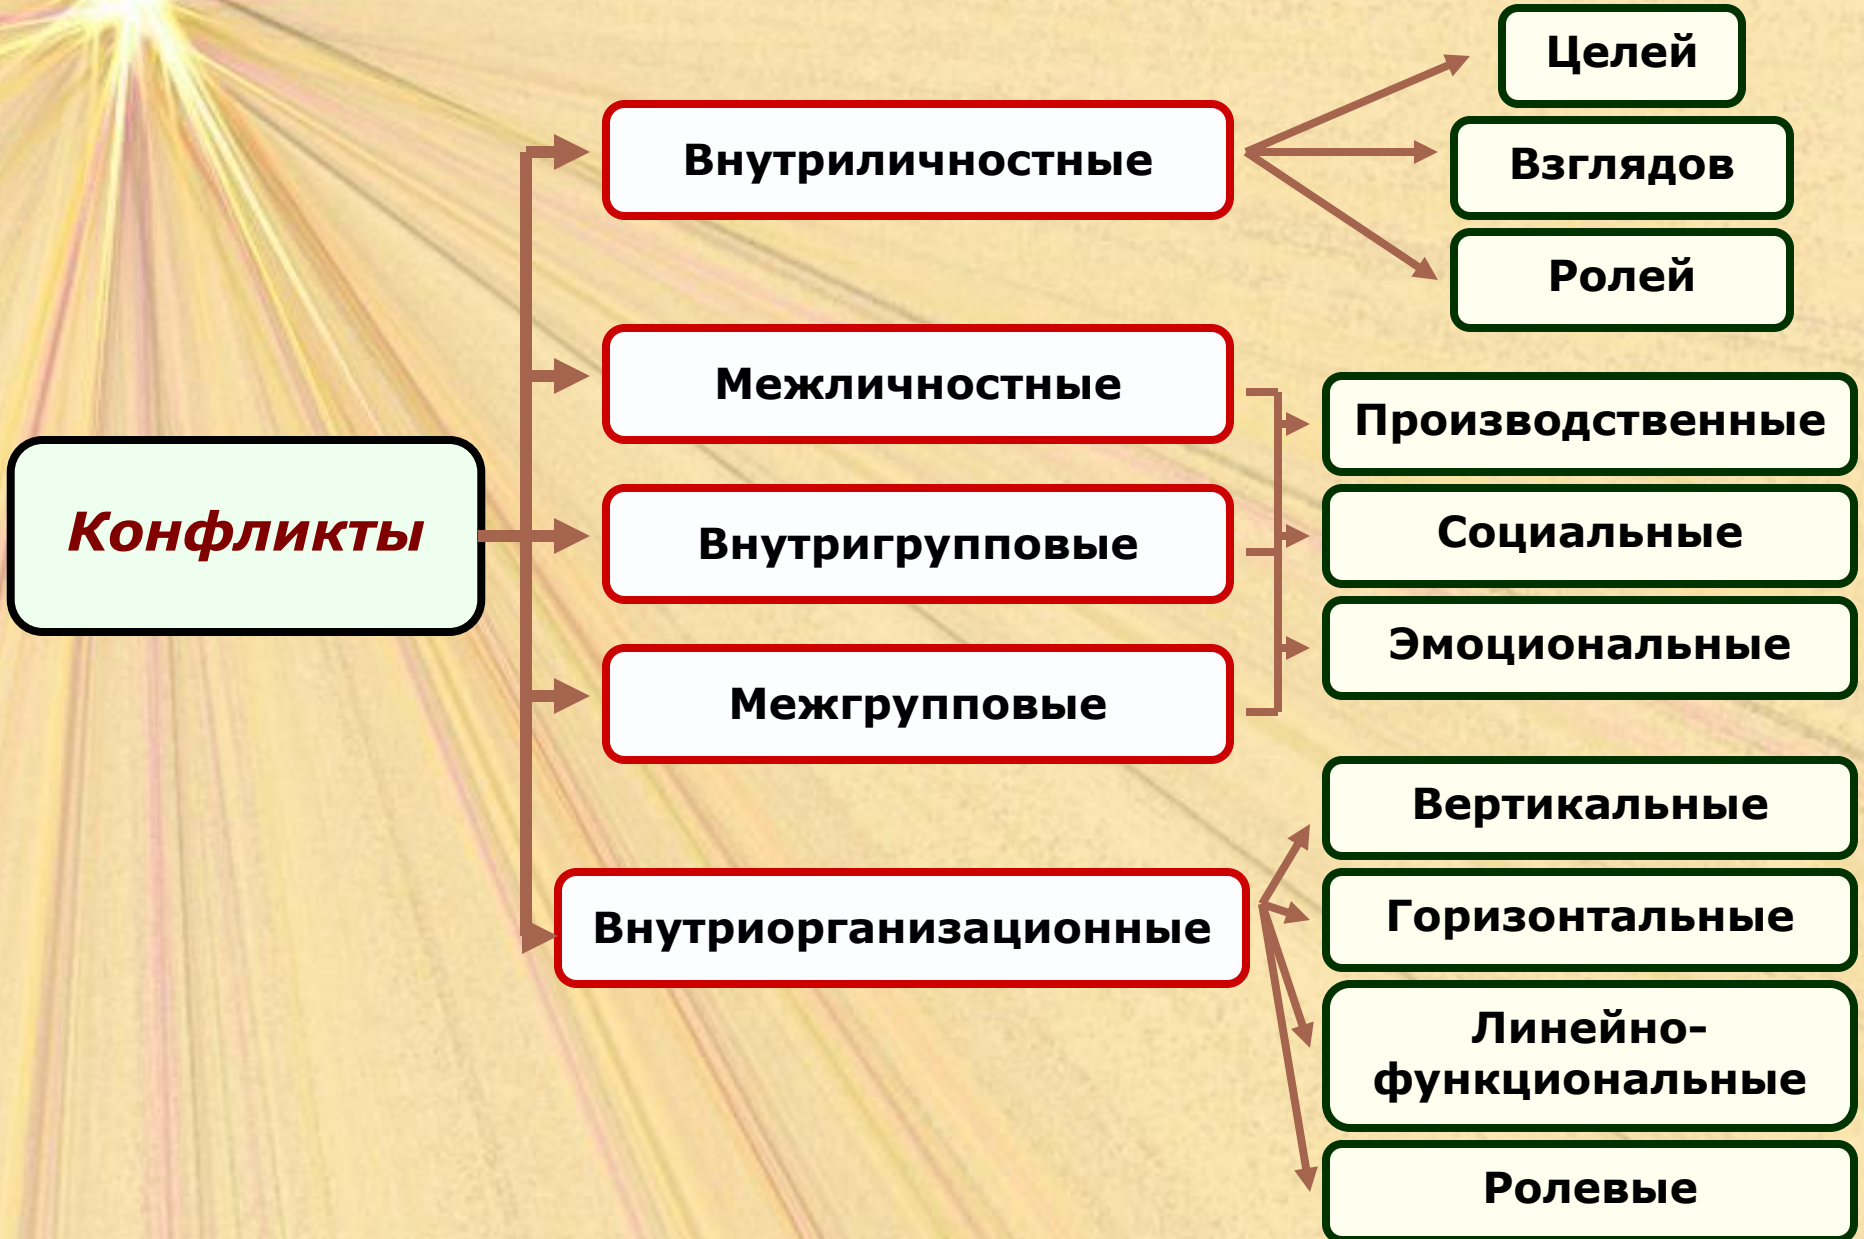 Конфликты
Внутриличностные
Целей
Взглядов
Ролей
Межличностные
Внутригрупповые
Межгрупповые
Производственные
Социальные
Эмоциональные
Внутриорганизационные
Вертикальные
Горизонтальные
Линейно-
функциональные
Ролевые